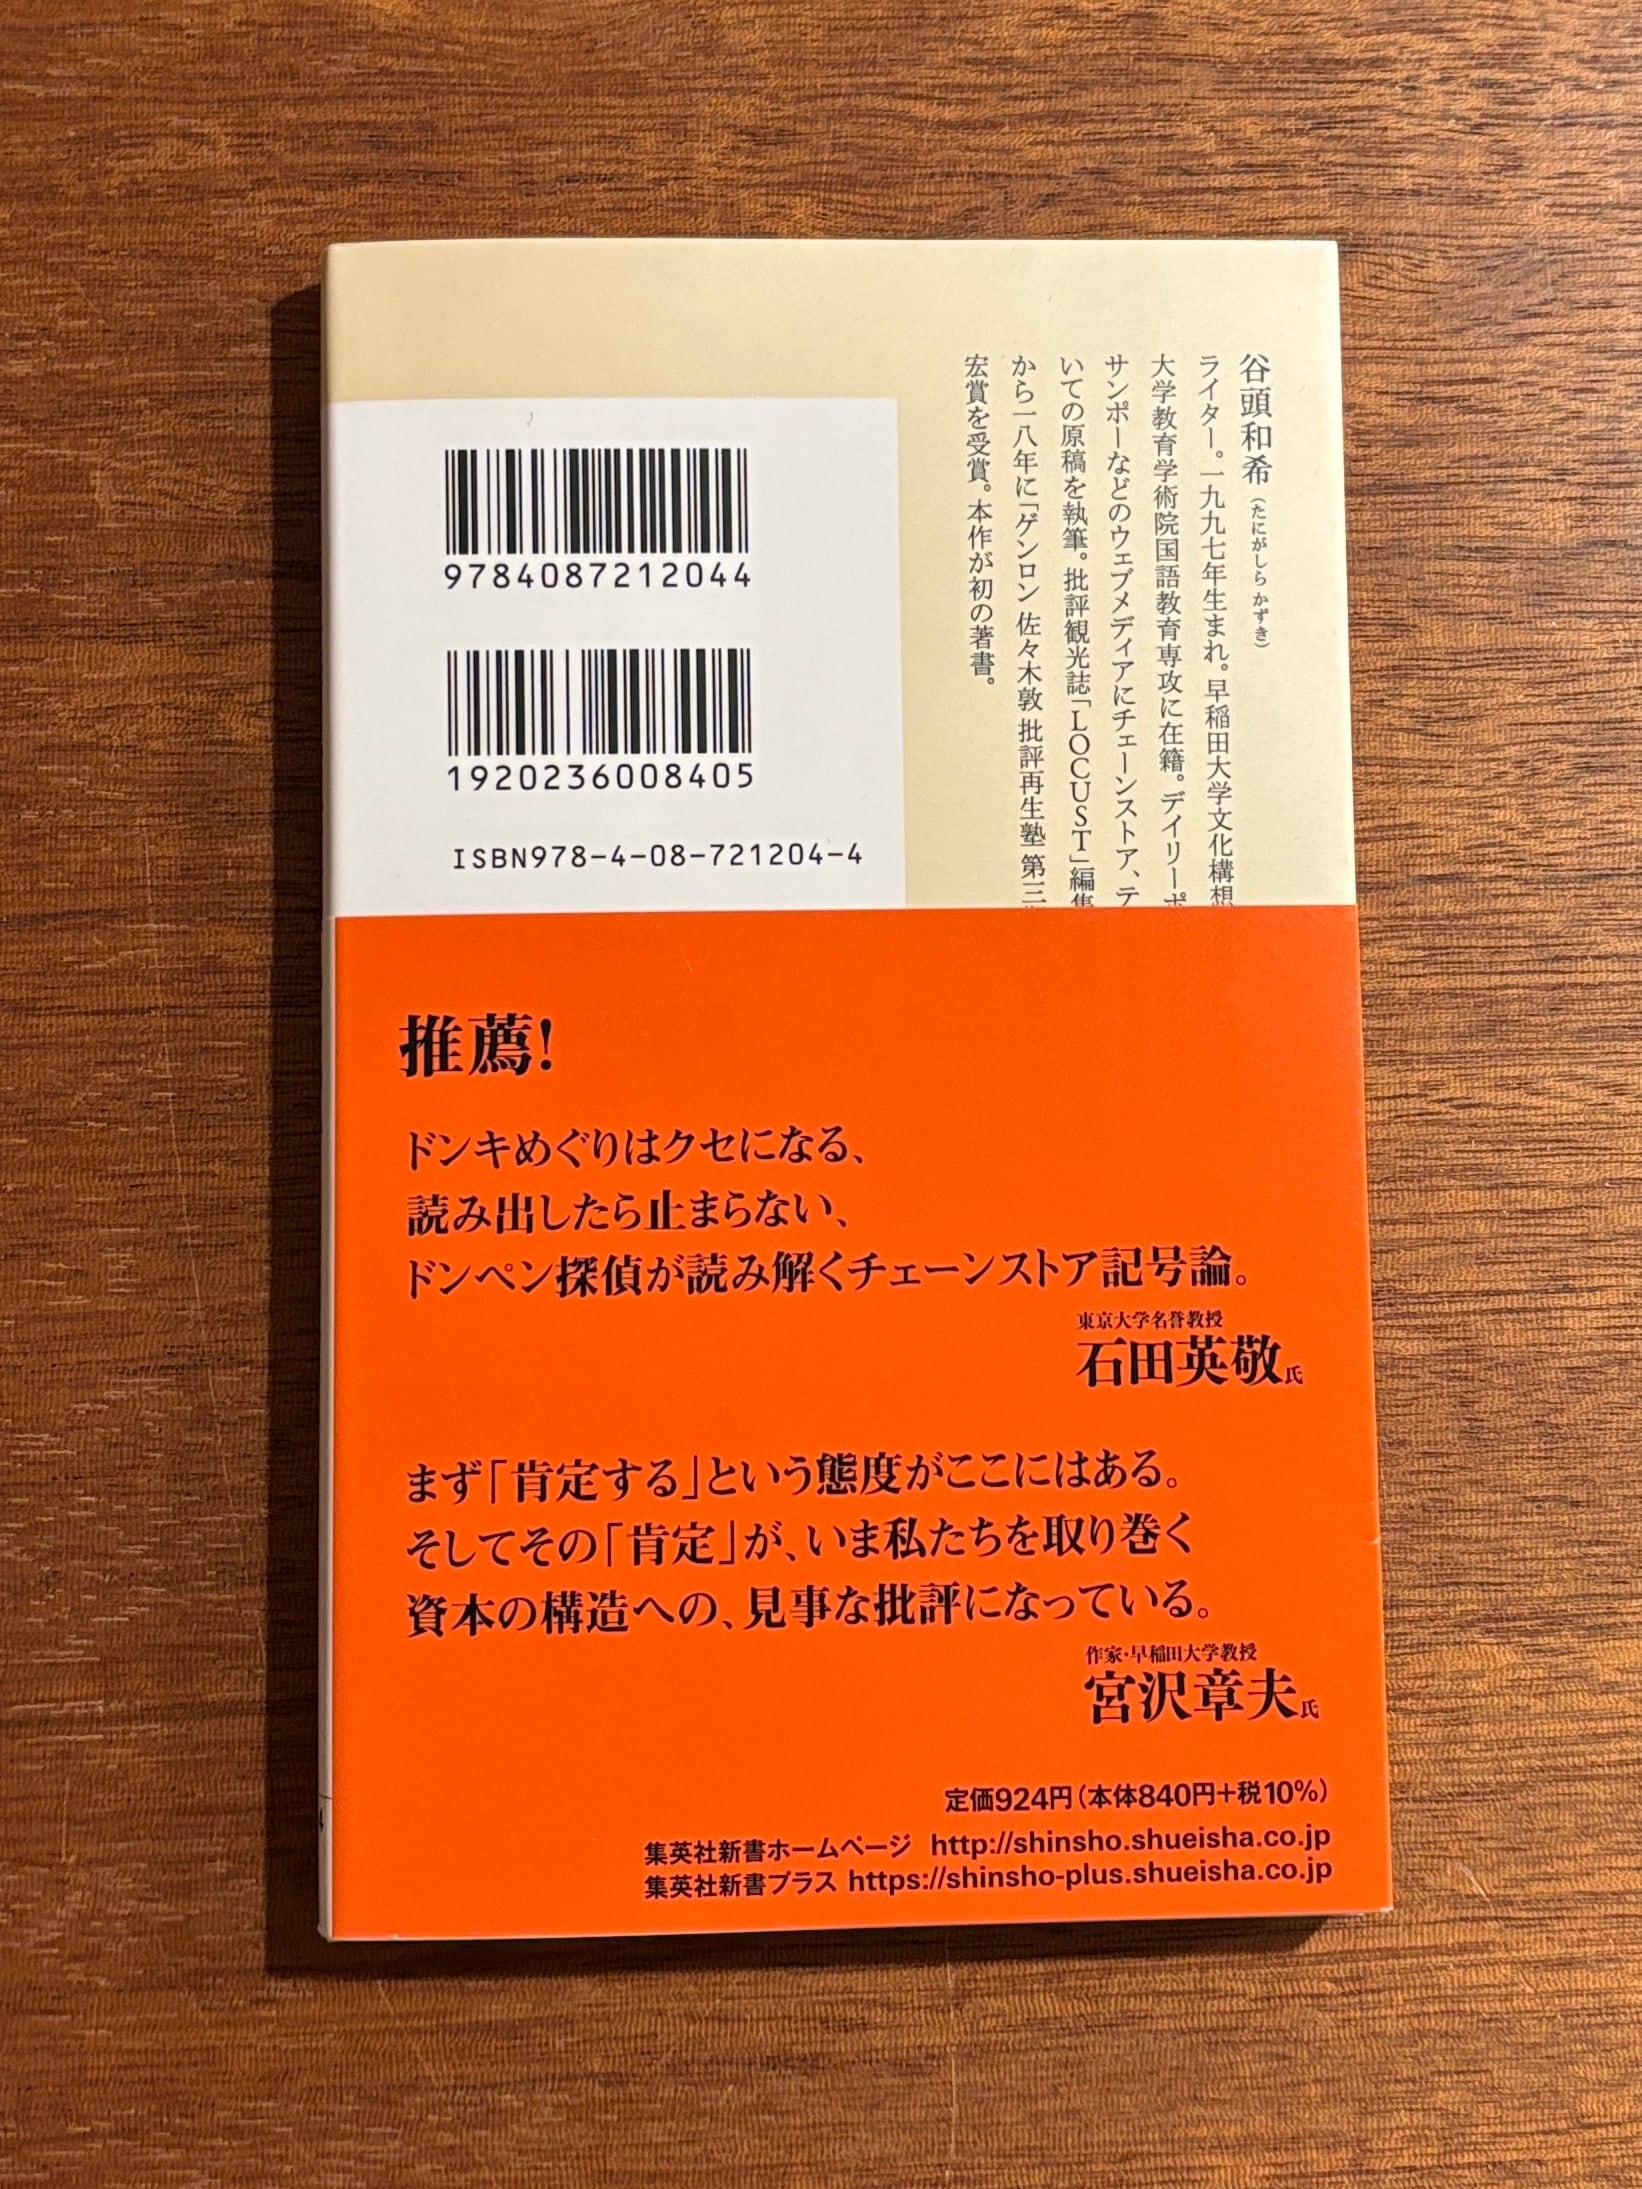 谷頭和希（たにがしら かずき）
ライター。一九九七年生まれ。早稲田大学文化構想
大学教育学術院国語教育専攻に在籍。デイリーポ
サンポーなどのウェブメディアにチェーンストア、テ
いての原稿を執筆。批評観光誌「LOCUST」編集
から一八年に「ゲンロン 佐々木敦 批評再生塾 第三
宏賞を受賞。本作が初の著書。
9784087212044
1920236008405
ISBN978-4-08-721204-4
推薦!
ドンキめぐりはクセになる、
読み出したら止まらない、
ドンペン探偵が読み解くチェーンストア記号論。
東京大学名誉教授
石田英敬氏
まず「肯定する」という態度がここにはある。
そしてその「肯定」が、いま私たちを取り巻く
資本の構造への、見事な批評になっている。
作家・早稲田大学教授
宮沢章夫氏
定価924円（本体840円+税10%）
集英社新書ホームページ http://shinsho.shueisha.co.jp
集英社新書プラス https://shinsho-plus.shueisha.co.jp